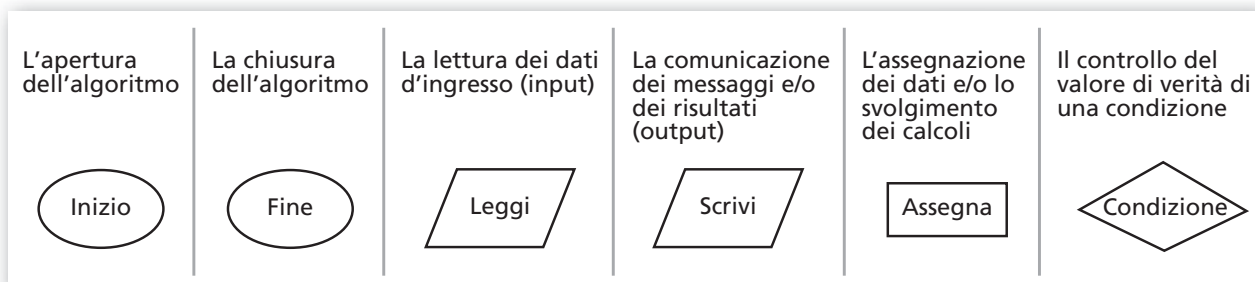 L'apertura
dell'algoritmo
Inizio
La chiusura
dell'algoritmo
Fine
La lettura dei dati
d'ingresso (input)
Leggi
La comunicazione
dei messaggi e/o
dei risultati
(output)
Scrivi
L'assegnazione
dei dati e/o lo
svolgimento
dei calcoli
Assegna
Il controllo del
valore di verità di
una condizione
Condizione